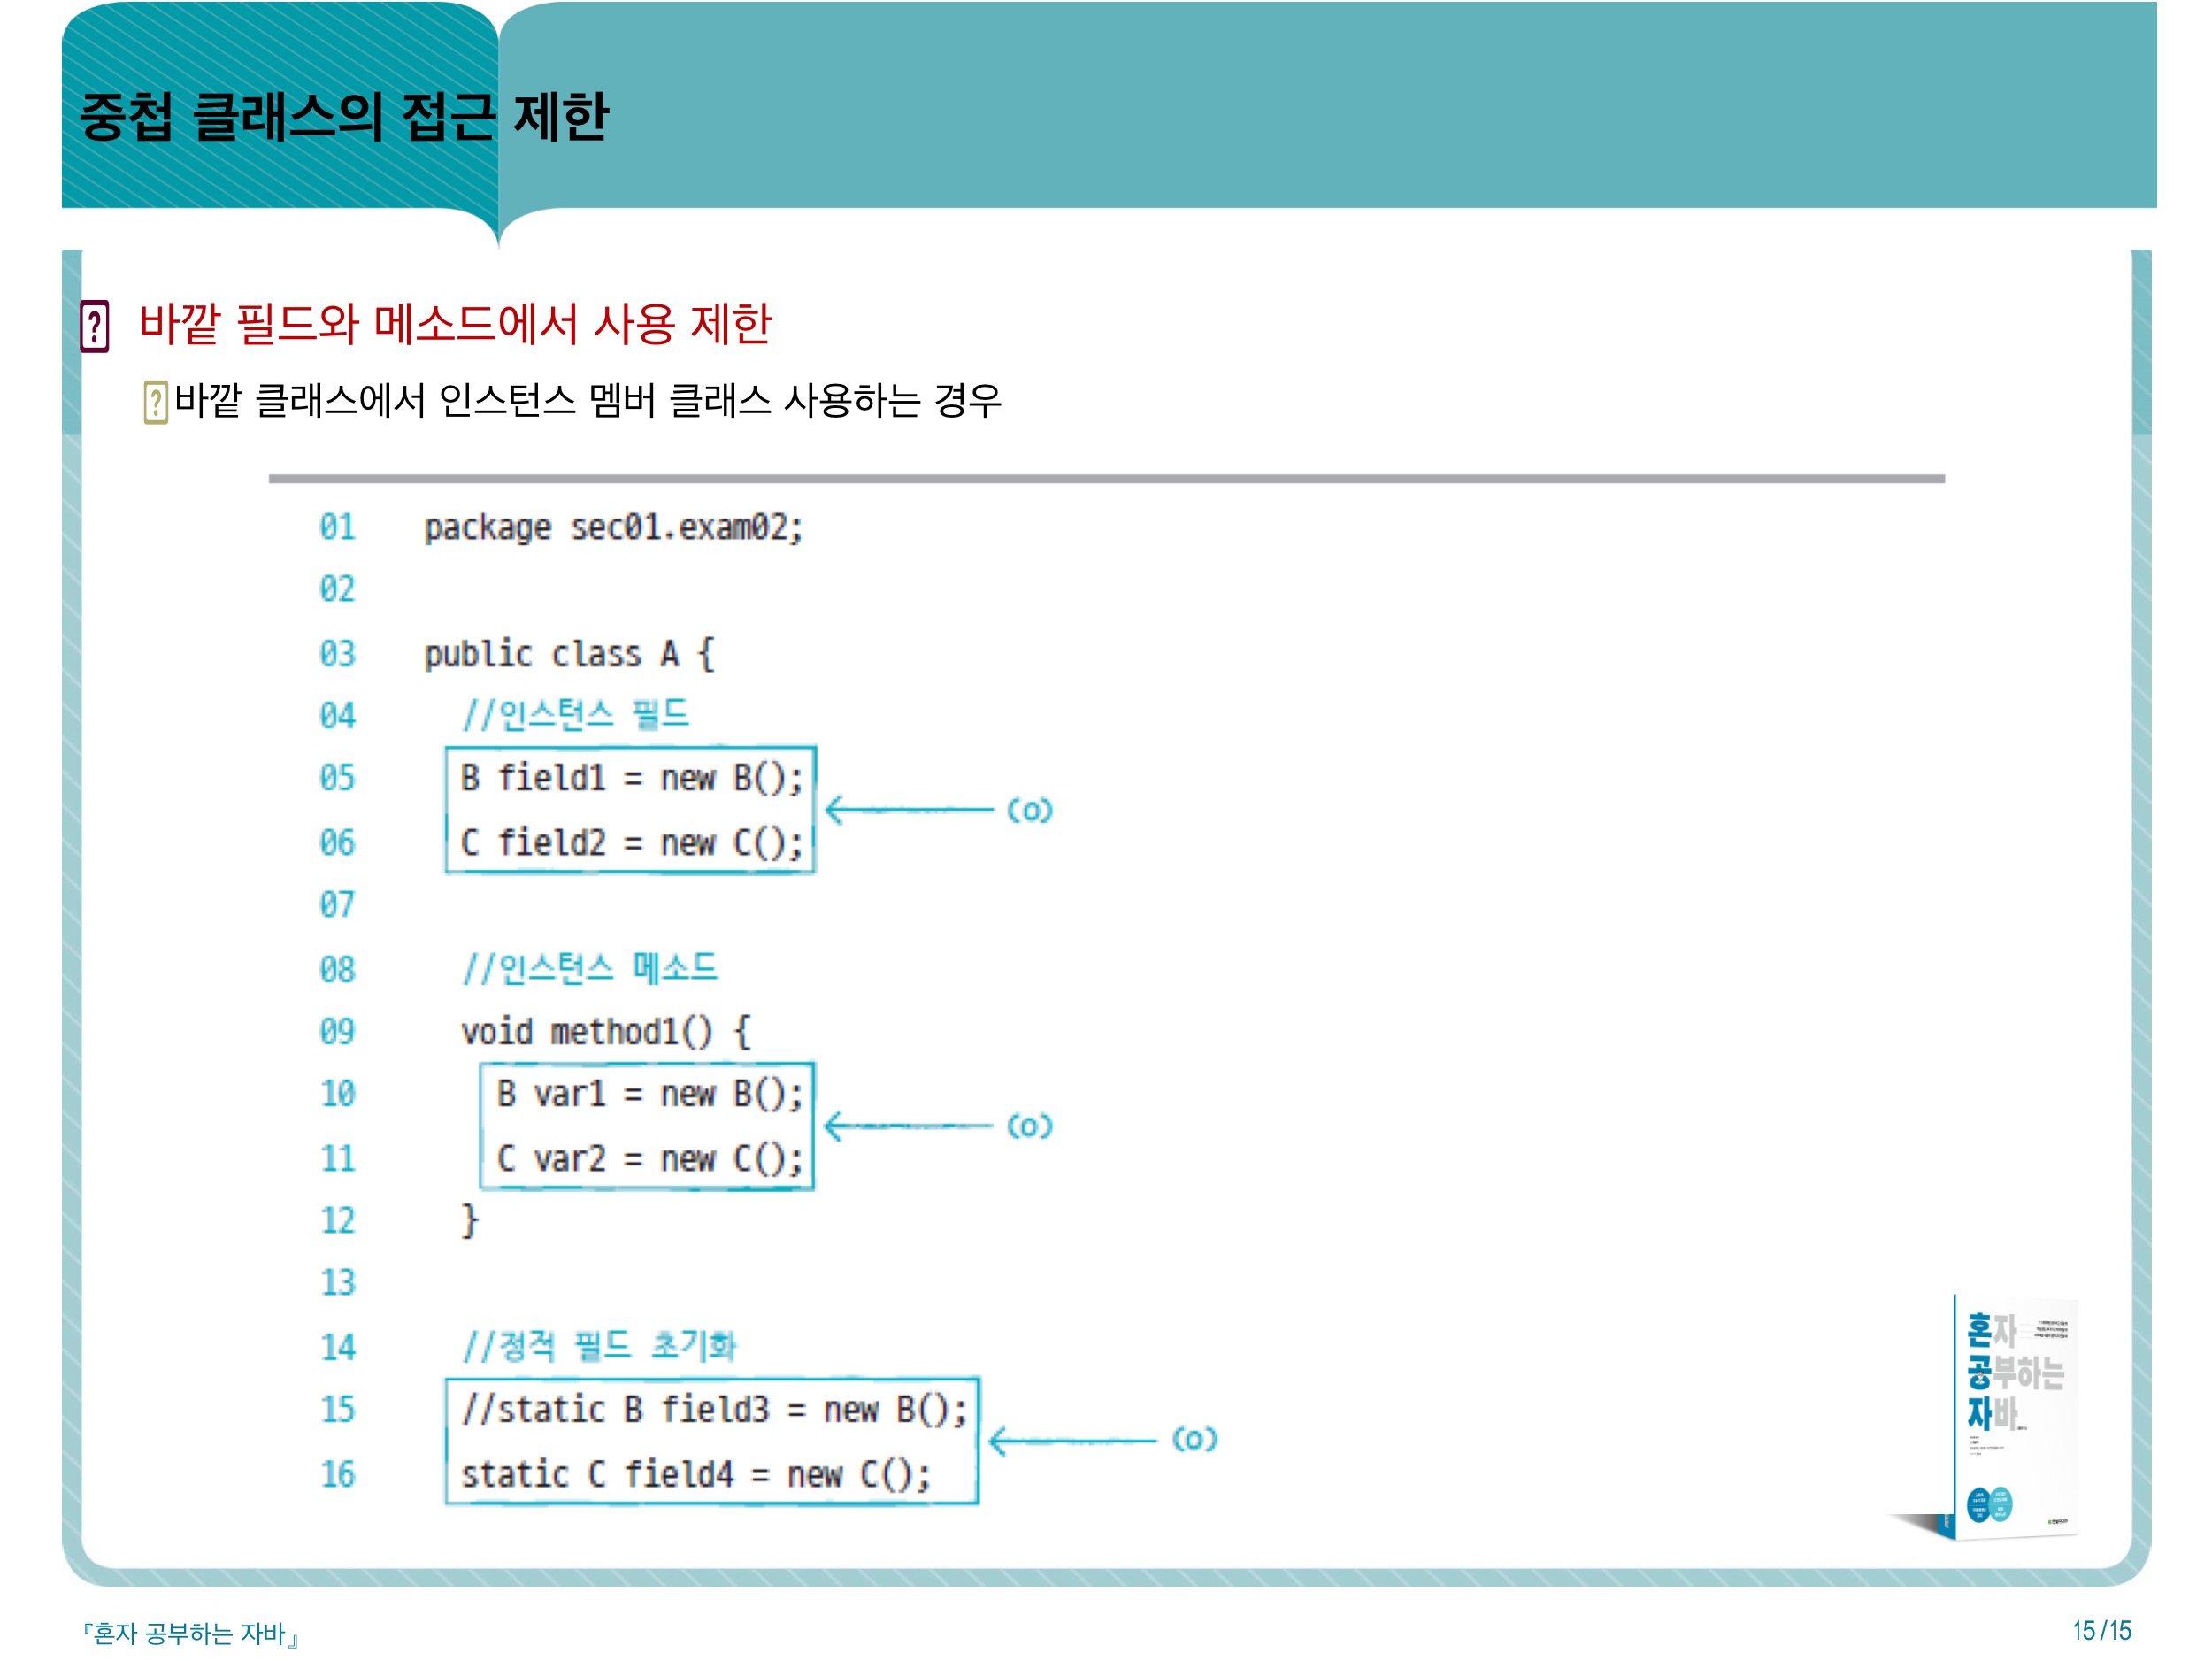 중첩 클래스의 접근 제한
바깥 필드와 메소드에서 사용 제한
바깥 클래스에서 인스턴스 멤버 클래스 사용하는 경우
01 package sec01.exam02;
02
03 public class A {
04 //인스턴스 필드
05 B field1 = new B();
06 C field2 = new C();
(o)
07
08 //인스턴스 메소드
09 void method1() {
10 B var1 = new B();
11 C var2 = new C();
(o)
12 }
13
14 //정적 필드 초기화
15 //static B field3 = new B();
16 static C field4 = new C();
(o)
혼자
공부하는
자바
『혼자 공부하는 자바』
15/15